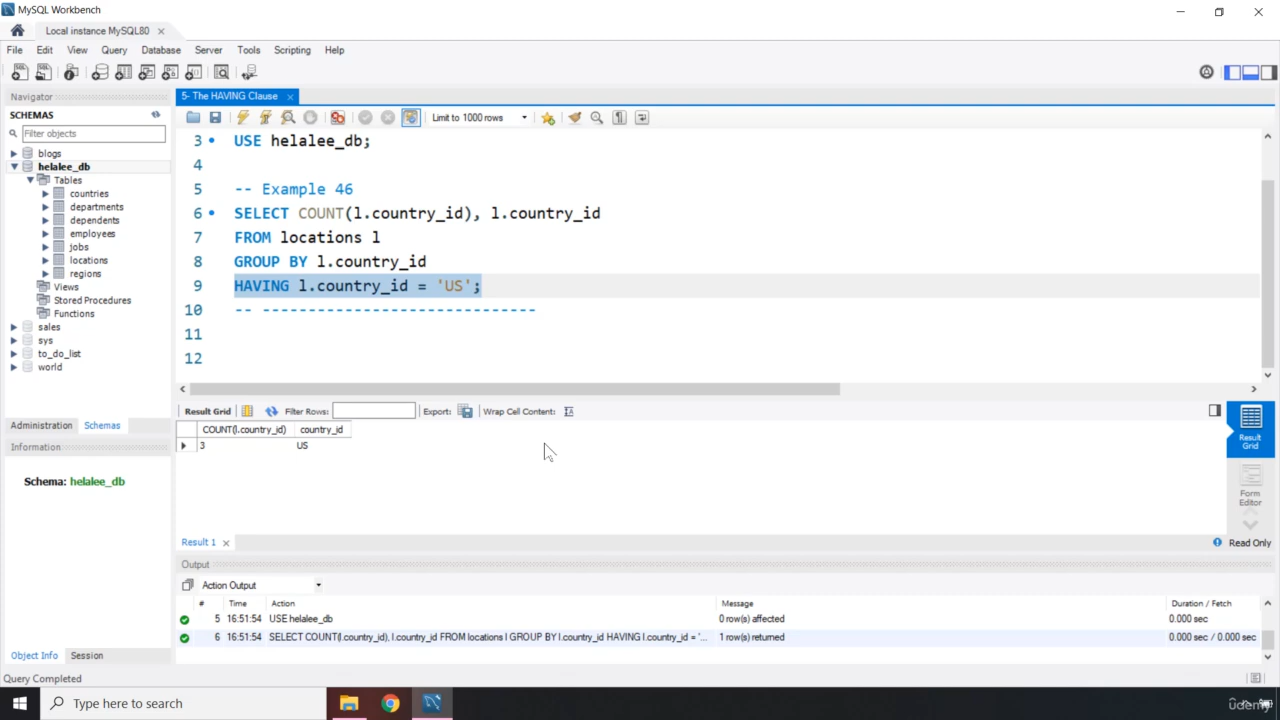 MySQL Workbench
Local instance MySQL80
File Edit View Query Database Server Tools Scripting Help
Navigator
SCHEMAS
Filter objects
blogs
helalee_db
Tables
countries
departments
dependents
employees
jobs
locations
regions
Views
Stored Procedures
Functions
sales
sys
to_do_list
world
Administration Schemas
Information
Schema: helalee_db
Object Info Session
5- The HAVING Clause
Limit to 1000 rows
3 USE helalee_db;
4
5 -- Example 46
6 SELECT COUNT(l.country_id), l.country_id
7 FROM locations l
8 GROUP BY l.country_id
9 HAVING l.country_id = 'US';
10 -- ------------------------------
11
12
Result Grid Filter Rows: Export: Wrap Cell Content:
COUNT(l.country_id) country_id
3 US
Result Grid
Form Editor
Result 1 Read Only
Output
Action Output
# Time Action Message Duration / Fetch
5 16:51:54 USE helalee_db 0 row(s) affected 0.000 sec
6 16:51:54 SELECT COUNT(l.country_id), l.country_id FROM locations l GROUP BY l.country_id HAVING l.country_id = '... 1 row(s) returned 0.000 sec / 0.000 sec
Query Completed
Type here to search
udemy